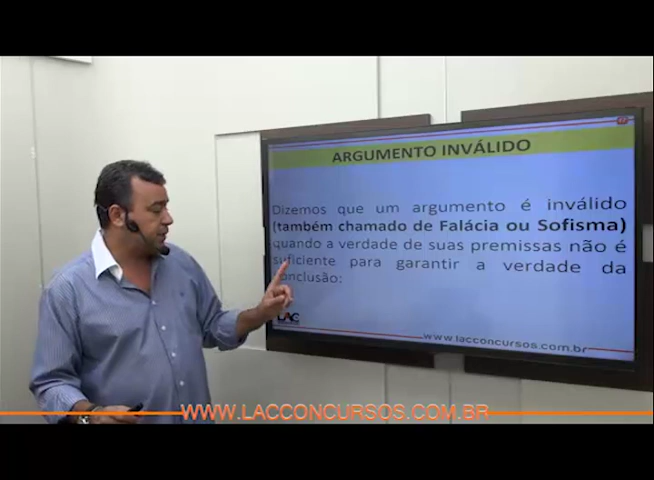 ARGUMENTO INVÁLIDO
Dizemos que um argumento é inválido
(também chamado de Falácia ou Sofisma)
quando a verdade de suas premissas não é
suficiente para garantir a verdade da
conclusão:
LAC
www.lacconcursos.com.br
WWW.LACCONCURSOS.COM.BR